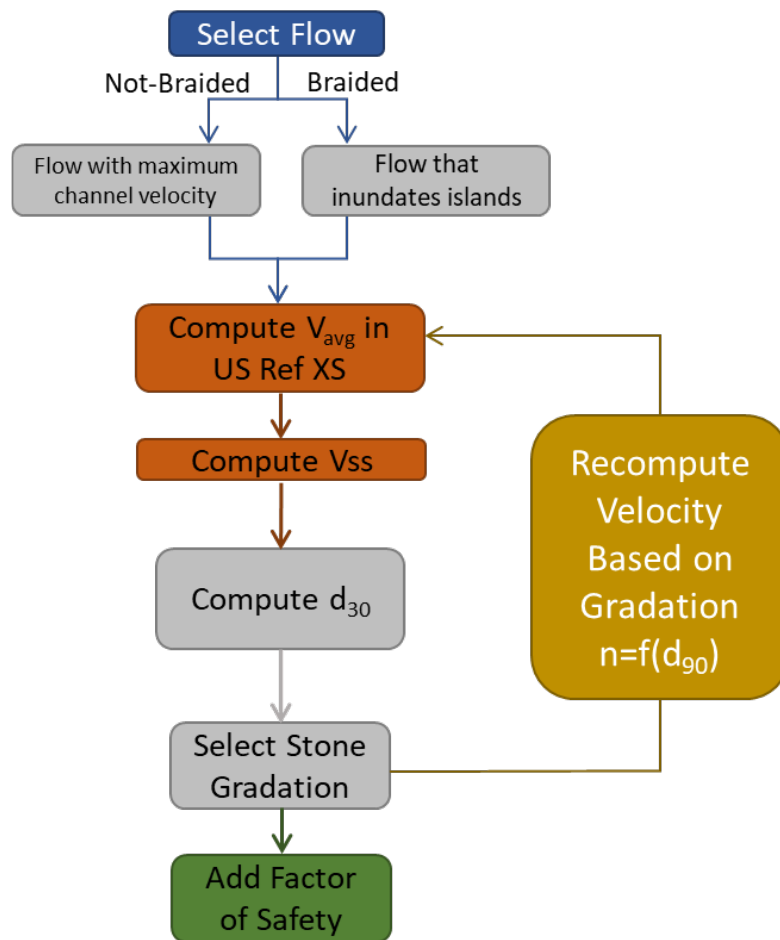 Select Flow
Not-Braided
Braided
Flow with maximum
channel velocity
Flow that
inundates islands
Compute Vavg in
US Ref XS
Compute Vss
Compute d30
Select Stone
Gradation
Recompute
Velocity
Based on
Gradation
n=f(d90)
Add Factor
of Safety